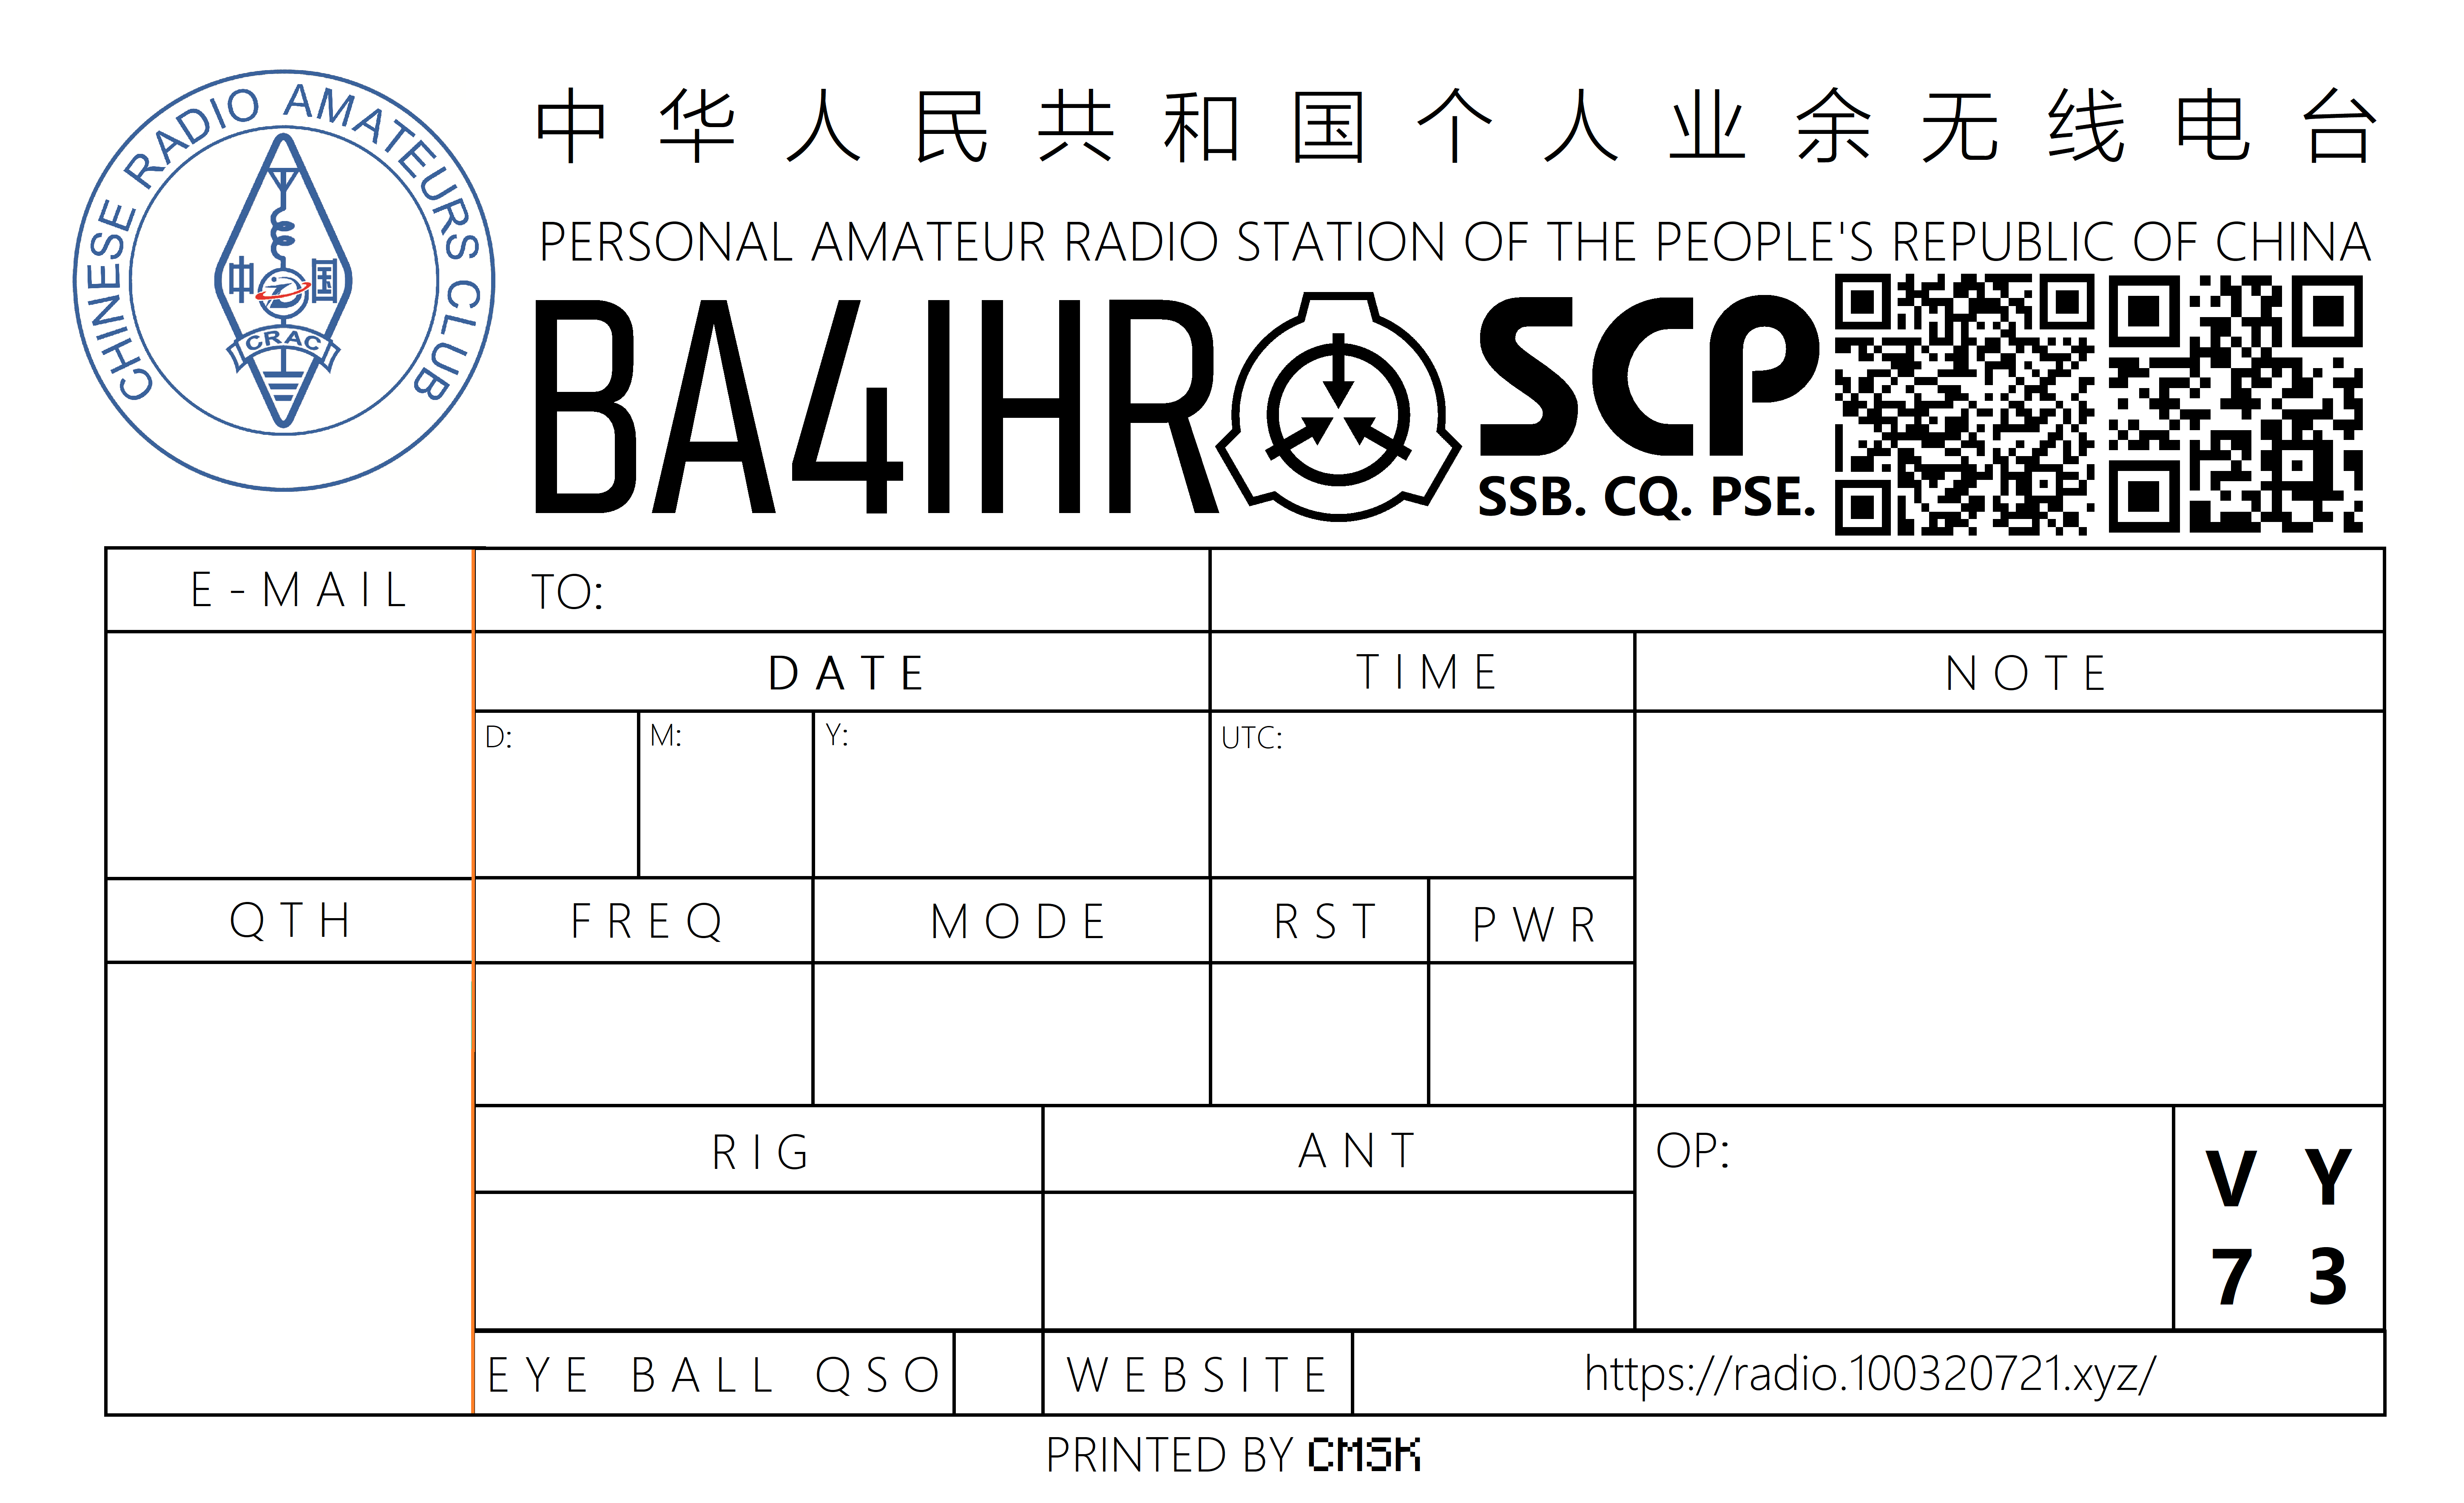 CHINESE RADIO AMATEURS CLUB
中国
CRAC
中华人民共和国个人业余无线电台
PERSONAL AMATEUR RADIO STATION OF THE PEOPLE'S REPUBLIC OF CHINA
BA4IHR SCP
SSB. CQ. PSE.
E-MAIL TO:
DATE TIME NOTE
D: M: Y: UTC:
QTH FREQ MODE RST PWR
RIG ANT OP: VY
73
EYE BALL QSO WEBSITE https://radio.100320721.xyz/
PRINTED BY CMSK